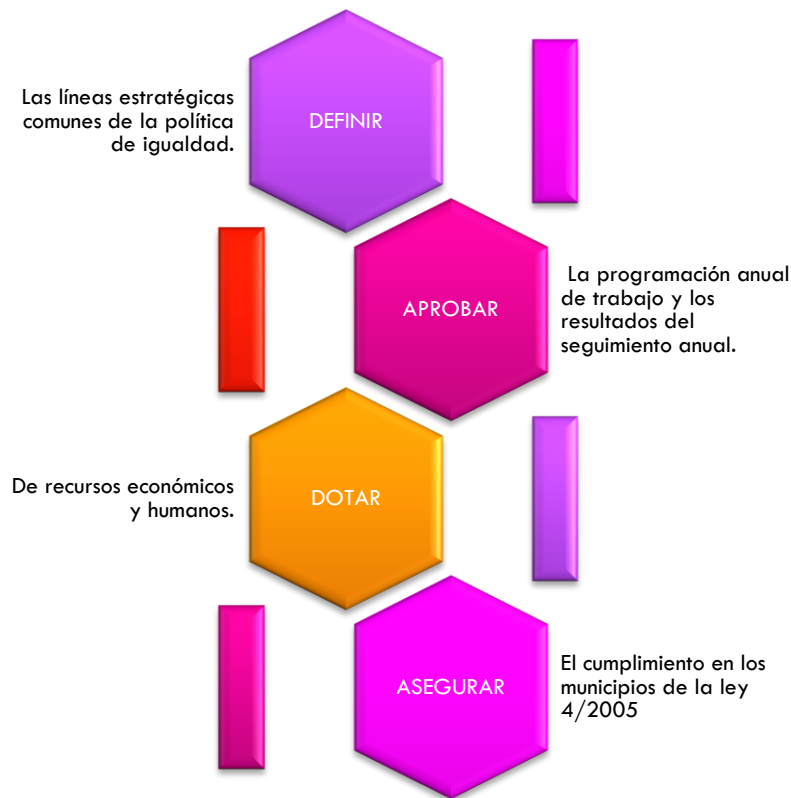 DEFINIR
Las líneas estratégicas
comunes de la política
de igualdad.
APROBAR
La programación anual
de trabajo y los
resultados del
seguimiento anual.
DOTAR
De recursos económicos
y humanos.
ASEGURAR
El cumplimiento en los
municipios de la ley
4/2005